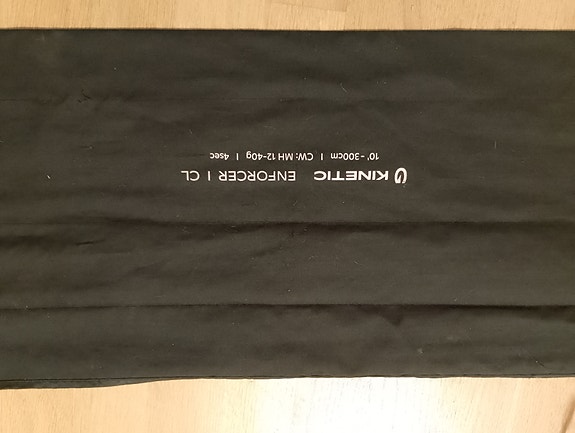 KINETIC ENFORCER | CL
10' - 300cm | CW: MH 12-40g | 4sec